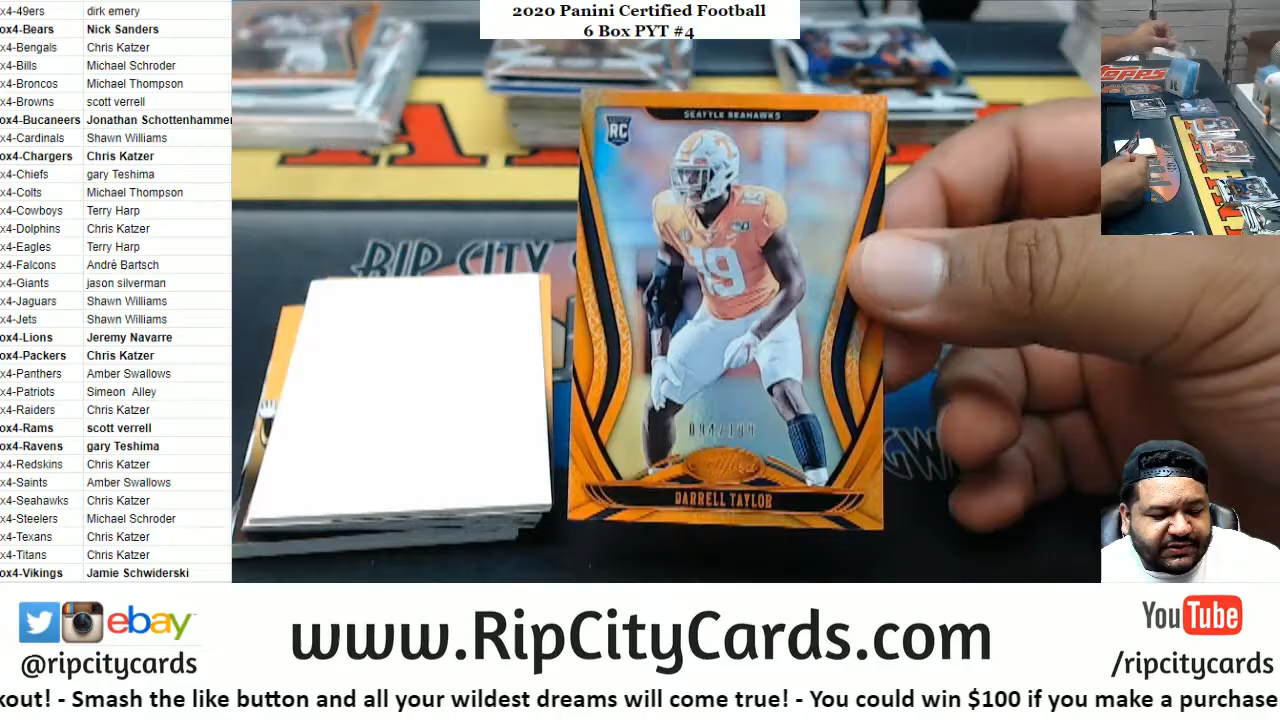 x4-49ers dirk emery
ox4-Bears Nick Sanders
x4-Bengals Chris Katzer
x4-Bills Michael Schroder
x4-Broncos Michael Thompson
x4-Browns scott verrell
ox4-Bucaneers Jonathan Schottenhammer
x4-Cardinals Shawn Williams
ox4-Chargers Chris Katzer
x4-Chiefs gary Teshima
x4-Colts Michael Thompson
x4-Cowboys Terry Harp
x4-Dolphins Chris Katzer
x4-Eagles Terry Harp
x4-Falcons André Bartsch
x4-Giants jason silverman
x4-Jaguars Shawn Williams
x4-Jets Shawn Williams
ox4-Lions Jeremy Navarre
ox4-Packers Chris Katzer
x4-Panthers Amber Swallows
x4-Patriots Simeon Alley
x4-Raiders Chris Katzer
ox4-Rams scott verrell
ox4-Ravens gary Teshima
x4-Redskins Chris Katzer
x4-Saints Amber Swallows
x4-Seahawks Chris Katzer
x4-Steelers Michael Schroder
x4-Texans Chris Katzer
x4-Titans Chris Katzer
ox4-Vikings Jamie Schwiderski
2020 Panini Certified Football
6 Box PYT #4
SEATTLE SEAHAWKS
RC
19
19
094/199
DARRELL TAYLOR
RIP CITY
TOPPS
ebay
@ripcitycards
www.RipCityCards.com
YouTube
/ripcitycards
kout! - Smash the like button and all your wildest dreams will come true! - You could win $100 if you make a purchase